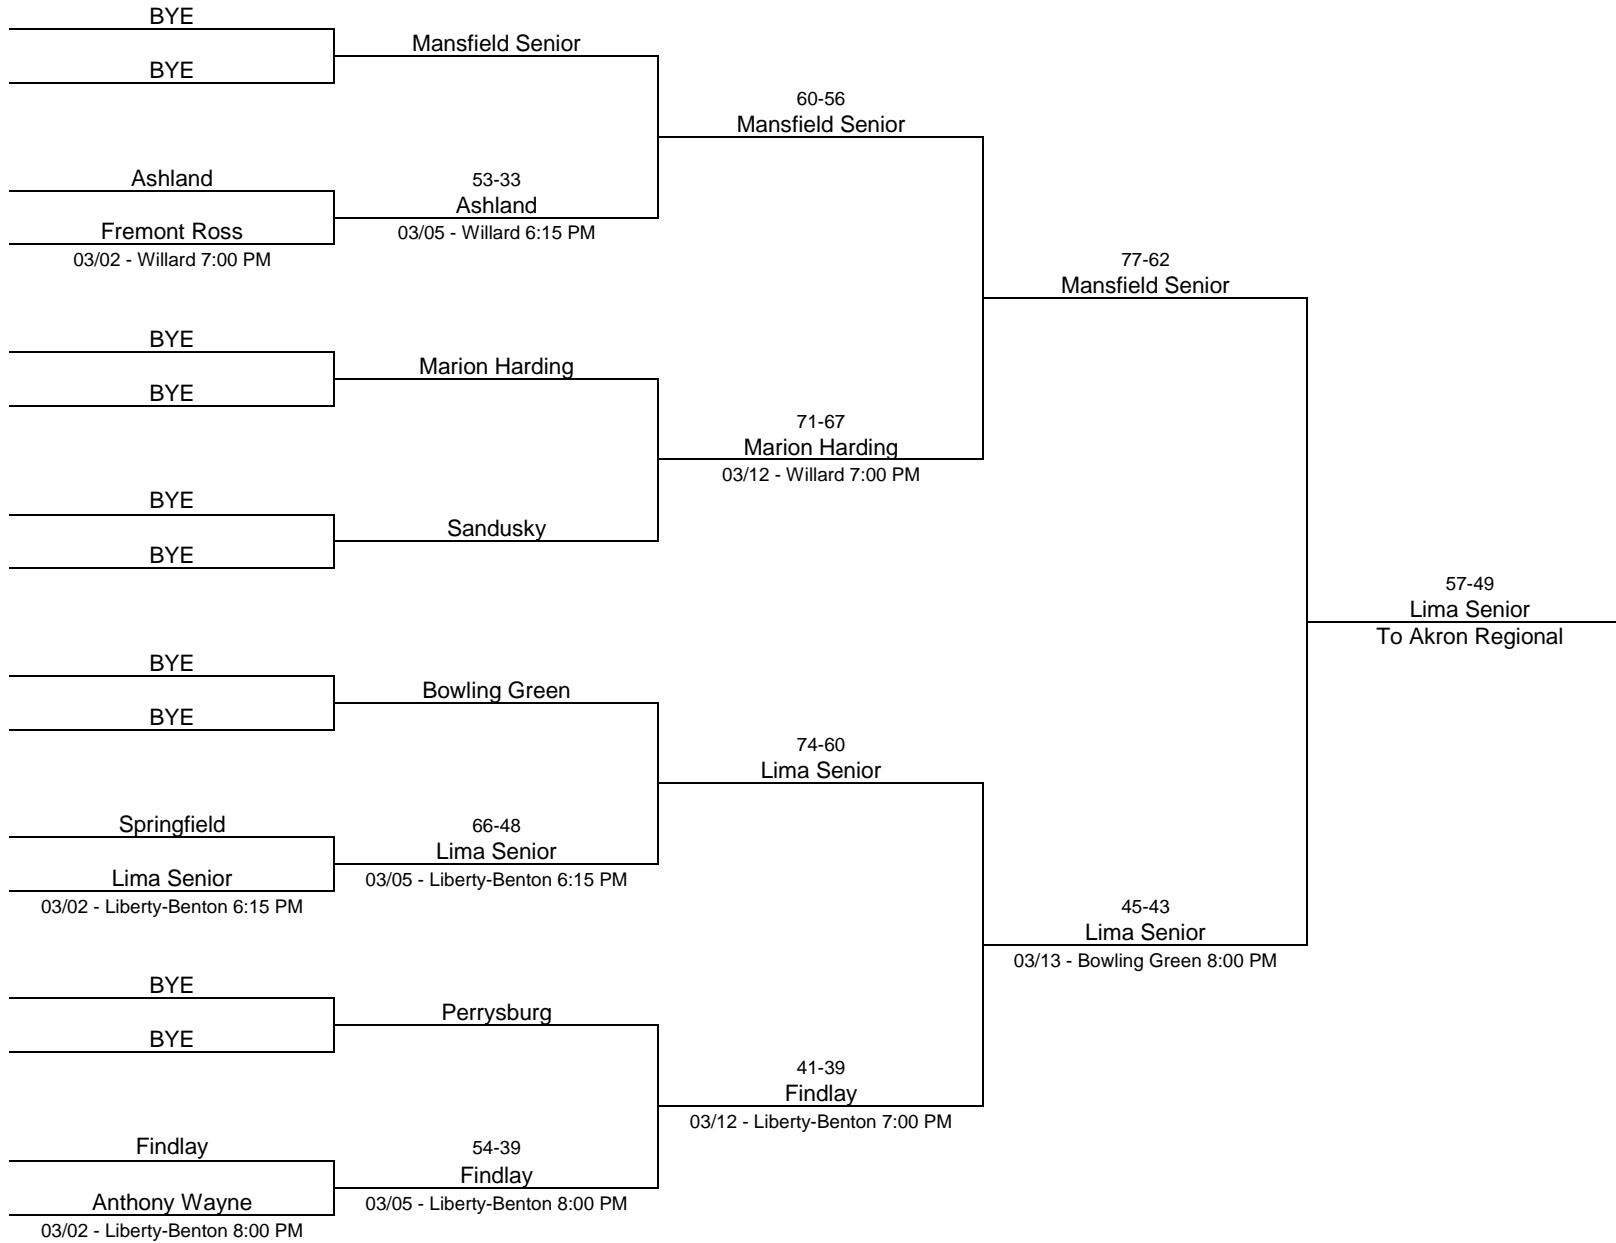 BYE
Mansfield Senior
BYE
60-56
Mansfield Senior
Ashland
53-33
Ashland
Fremont Ross
03/05 - Willard 6:15 PM
03/02 - Willard 7:00 PM
77-62
Mansfield Senior
BYE
Marion Harding
BYE
71-67
Marion Harding
03/12 - Willard 7:00 PM
BYE
Sandusky
BYE
57-49
Lima Senior
To Akron Regional
BYE
Bowling Green
BYE
74-60
Lima Senior
Springfield
66-48
Lima Senior
Lima Senior
03/05 - Liberty-Benton 6:15 PM
03/02 - Liberty-Benton 6:15 PM
45-43
Lima Senior
03/13 - Bowling Green 8:00 PM
BYE
Perrysburg
BYE
41-39
Findlay
03/12 - Liberty-Benton 7:00 PM
Findlay
54-39
Findlay
Anthony Wayne
03/05 - Liberty-Benton 8:00 PM
03/02 - Liberty-Benton 8:00 PM